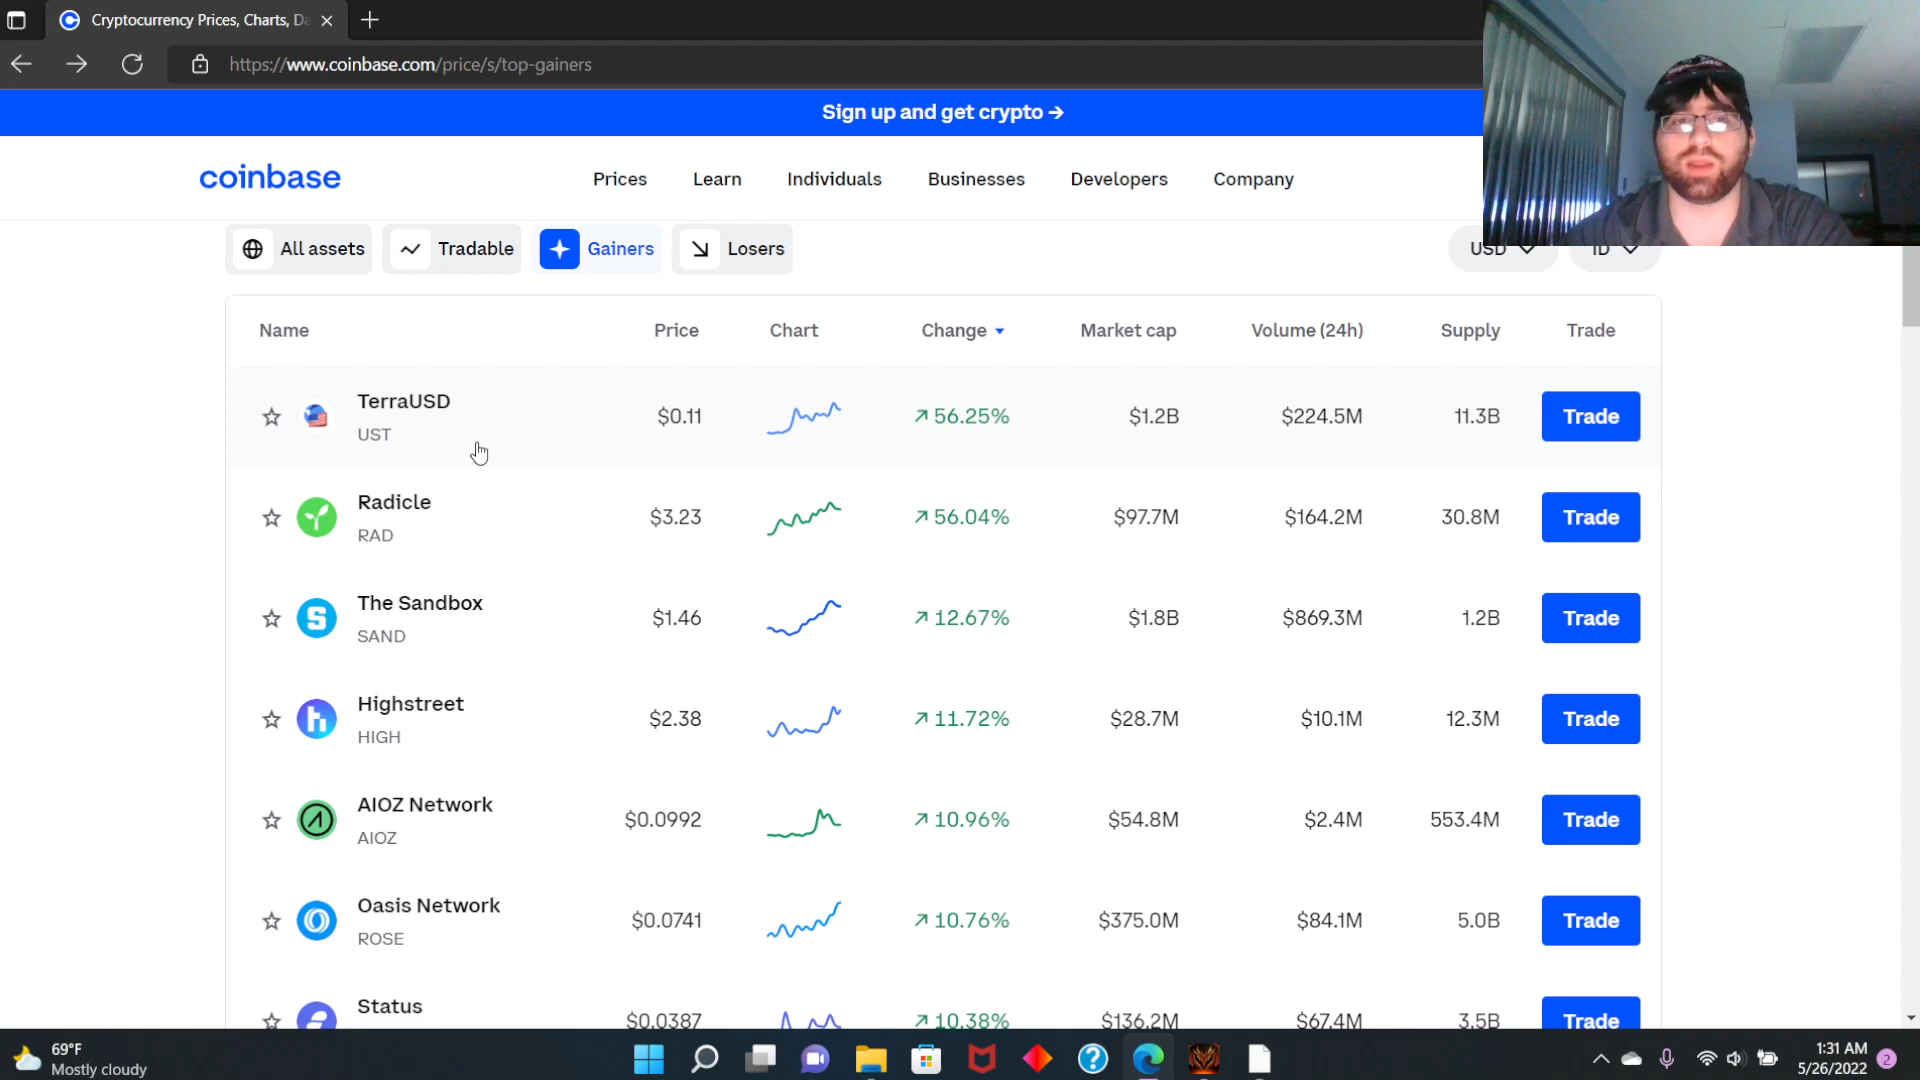 Cryptocurrency Prices, Charts, Da
https://www.coinbase.com/price/s/top-gainers
Sign up and get crypto →
coinbase
Prices Learn Individuals Businesses Developers Company
All assets Tradable Gainers Losers USD ID
Name Price Chart Change Market cap Volume (24h) Supply Trade
TerraUSD
UST
$0.11 ↗ 56.25% $1.2B $224.5M 11.3B Trade
Radicle
RAD
$3.23 ↗ 56.04% $97.7M $164.2M 30.8M Trade
The Sandbox
SAND
$1.46 ↗ 12.67% $1.8B $869.3M 1.2B Trade
Highstreet
HIGH
$2.38 ↗ 11.72% $28.7M $10.1M 12.3M Trade
AIOZ Network
AIOZ
$0.0992 ↗ 10.96% $54.8M $2.4M 553.4M Trade
Oasis Network
ROSE
$0.0741 ↗ 10.76% $375.0M $84.1M 5.0B Trade
Status
$0.0387 ↗ 10.38% $136.2M $67.4M 3.5B Trade
69°F
Mostly cloudy
1:31 AM
5/26/2022
2